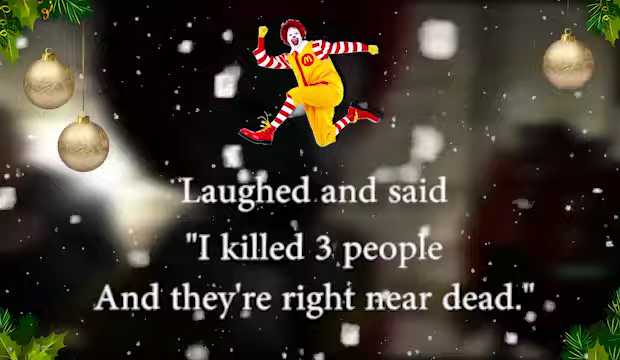 Laughed and said
"I killed 3 people
And they're right near dead."